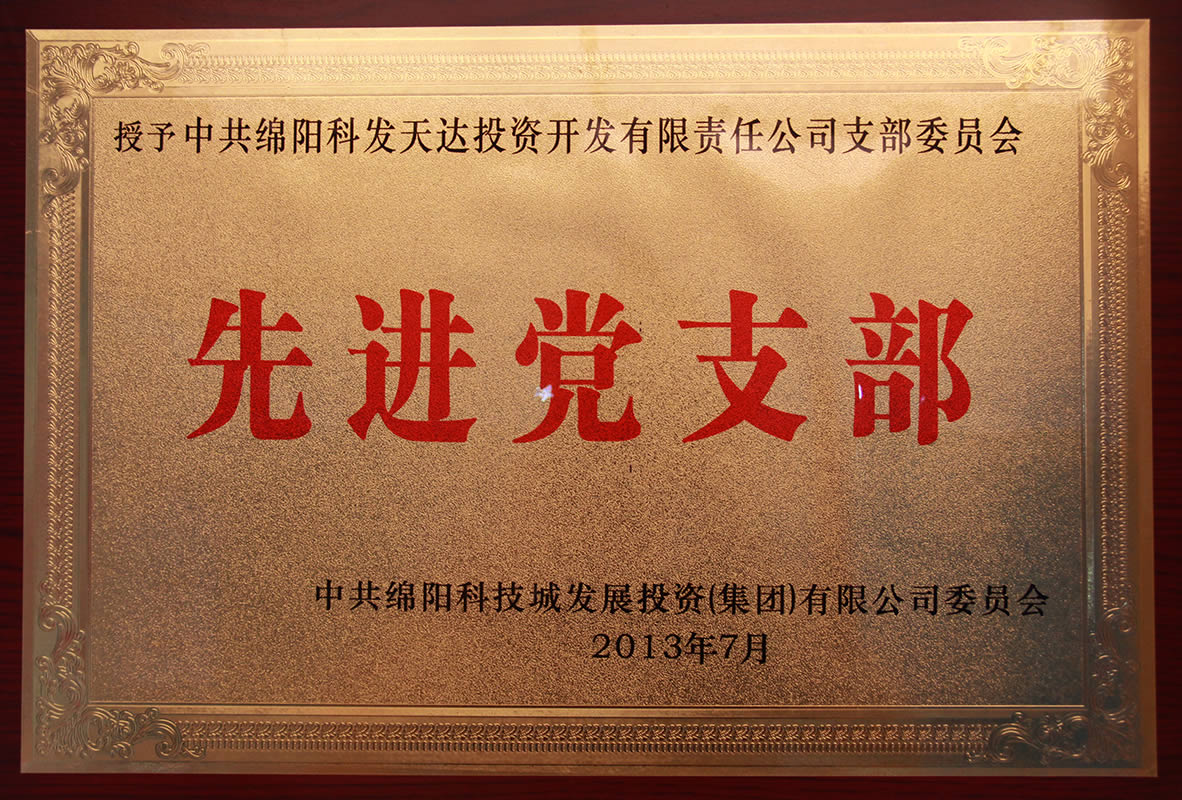 授予中共绵阳科发天达投资开发有限责任公司支部委员会
先进党支部
中共绵阳科技城发展投资(集团)有限公司委员会
2013年7月